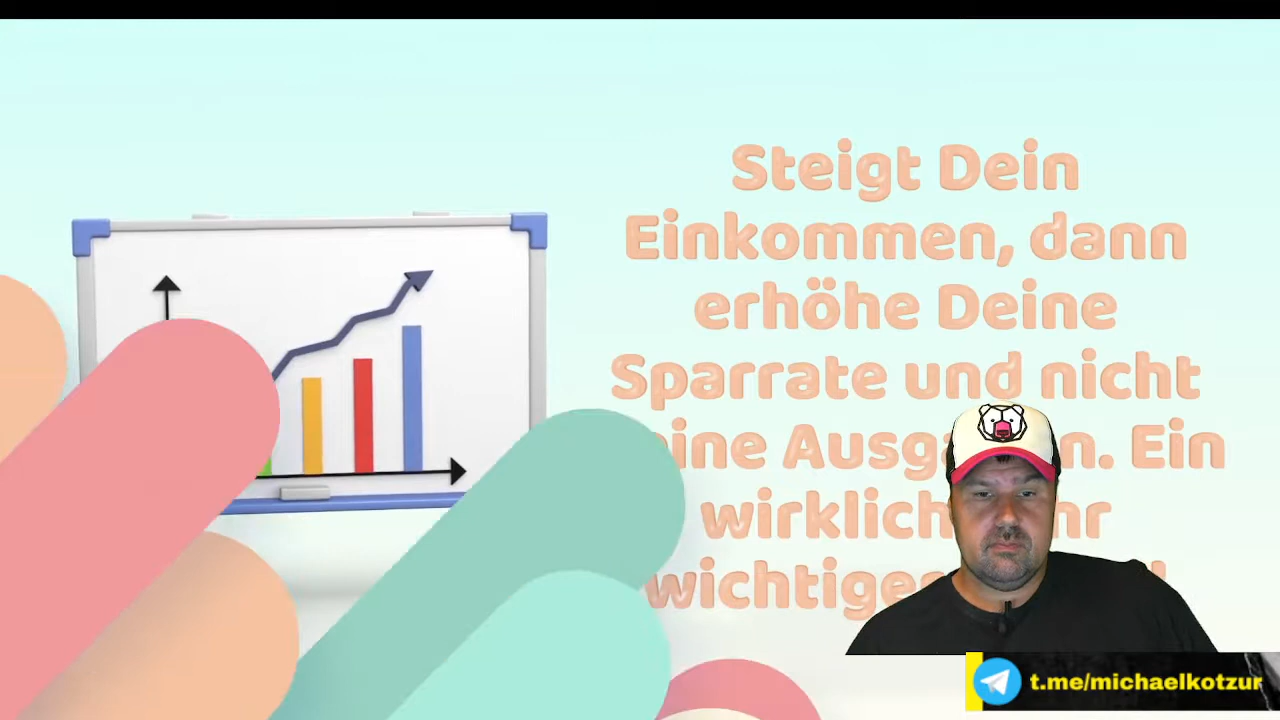 Steigt Dein
Einkommen, dann
erhöhe Deine
Sparrate und nicht
Ein
wirklich
t.me/michaelkotzur